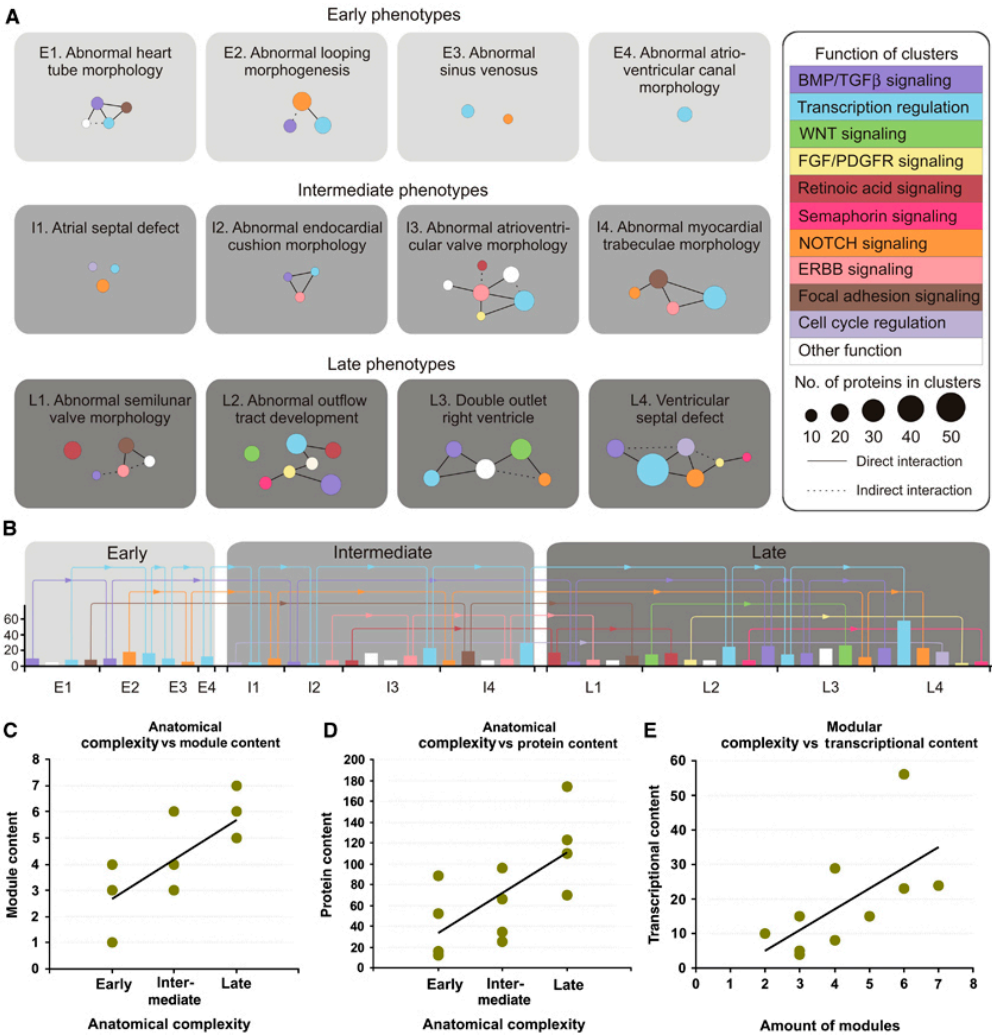 A
Early phenotypes
E1. Abnormal heart
tube morphology
E2. Abnormal looping
morphogenesis
E3. Abnormal
sinus venosus
E4. Abnormal atrio-
ventricular canal
morphology
Intermediate phenotypes
I1. Atrial septal defect
I2. Abnormal endocardial
cushion morphology
I3. Abnormal atrioventri-
cular valve morphology
I4. Abnormal myocardial
trabeculae morphology
Late phenotypes
L1. Abnormal semilunar
valve morphology
L2. Abnormal outflow
tract development
L3. Double outlet
right ventricle
L4. Ventricular
septal defect
Function of clusters
BMP/TGFβ signaling
Transcription regulation
WNT signaling
FGF/PDGFR signaling
Retinoic acid signaling
Semaphorin signaling
NOTCH signaling
ERBB signaling
Focal adhesion signaling
Cell cycle regulation
Other function
No. of proteins in clusters
10 20 30 40 50
Direct interaction
Indirect interaction
B
Early
Intermediate
Late
60
40
20
0
E1 E2 E3 E4 I1 I2 I3 I4 L1 L2 L3 L4
C
Anatomical
complexity vs module content
8
7
6
5
4
3
2
1
0
Module content
Early
Inter-
mediate
Late
Anatomical complexity
D
Anatomical
complexity vs protein content
200
180
160
140
120
100
80
60
40
20
0
Protein content
Early
Inter-
mediate
Late
Anatomical complexity
E
Modular
complexity vs transcriptional content
60
50
40
30
20
10
0
Transcriptional content
0 1 2 3 4 5 6 7 8
Amount of modules